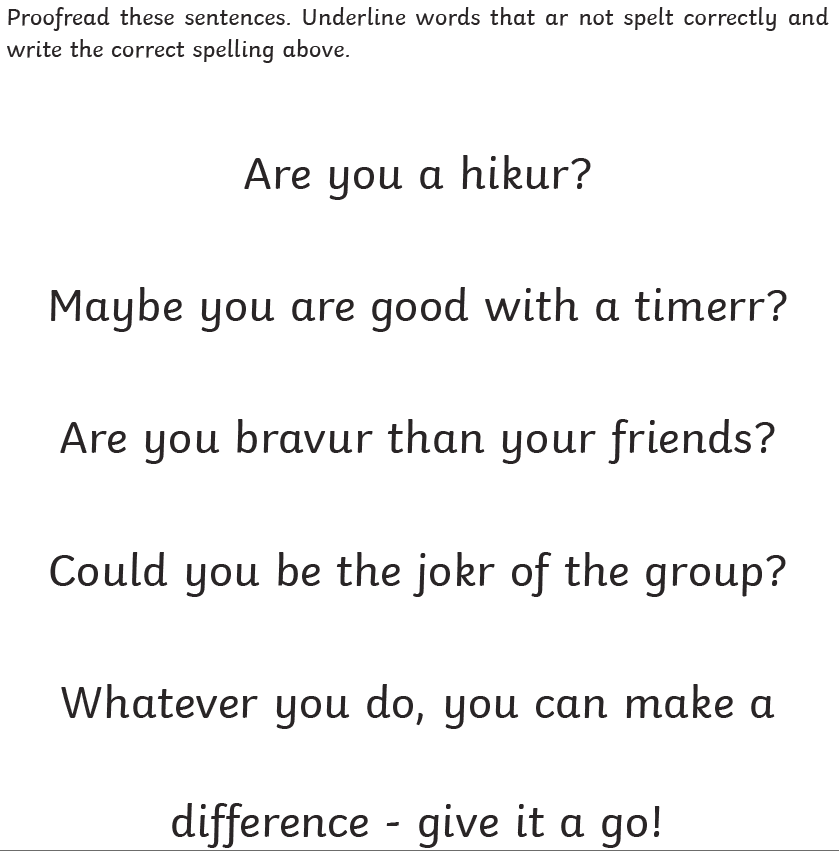 Proofread these sentences. Underline words that ar not spelt correctly and
write the correct spelling above.
Are you a hikur?
Maybe you are good with a timerr?
Are you bravur than your friends?
Could you be the jokr of the group?
Whatever you do, you can make a
difference - give it a go!